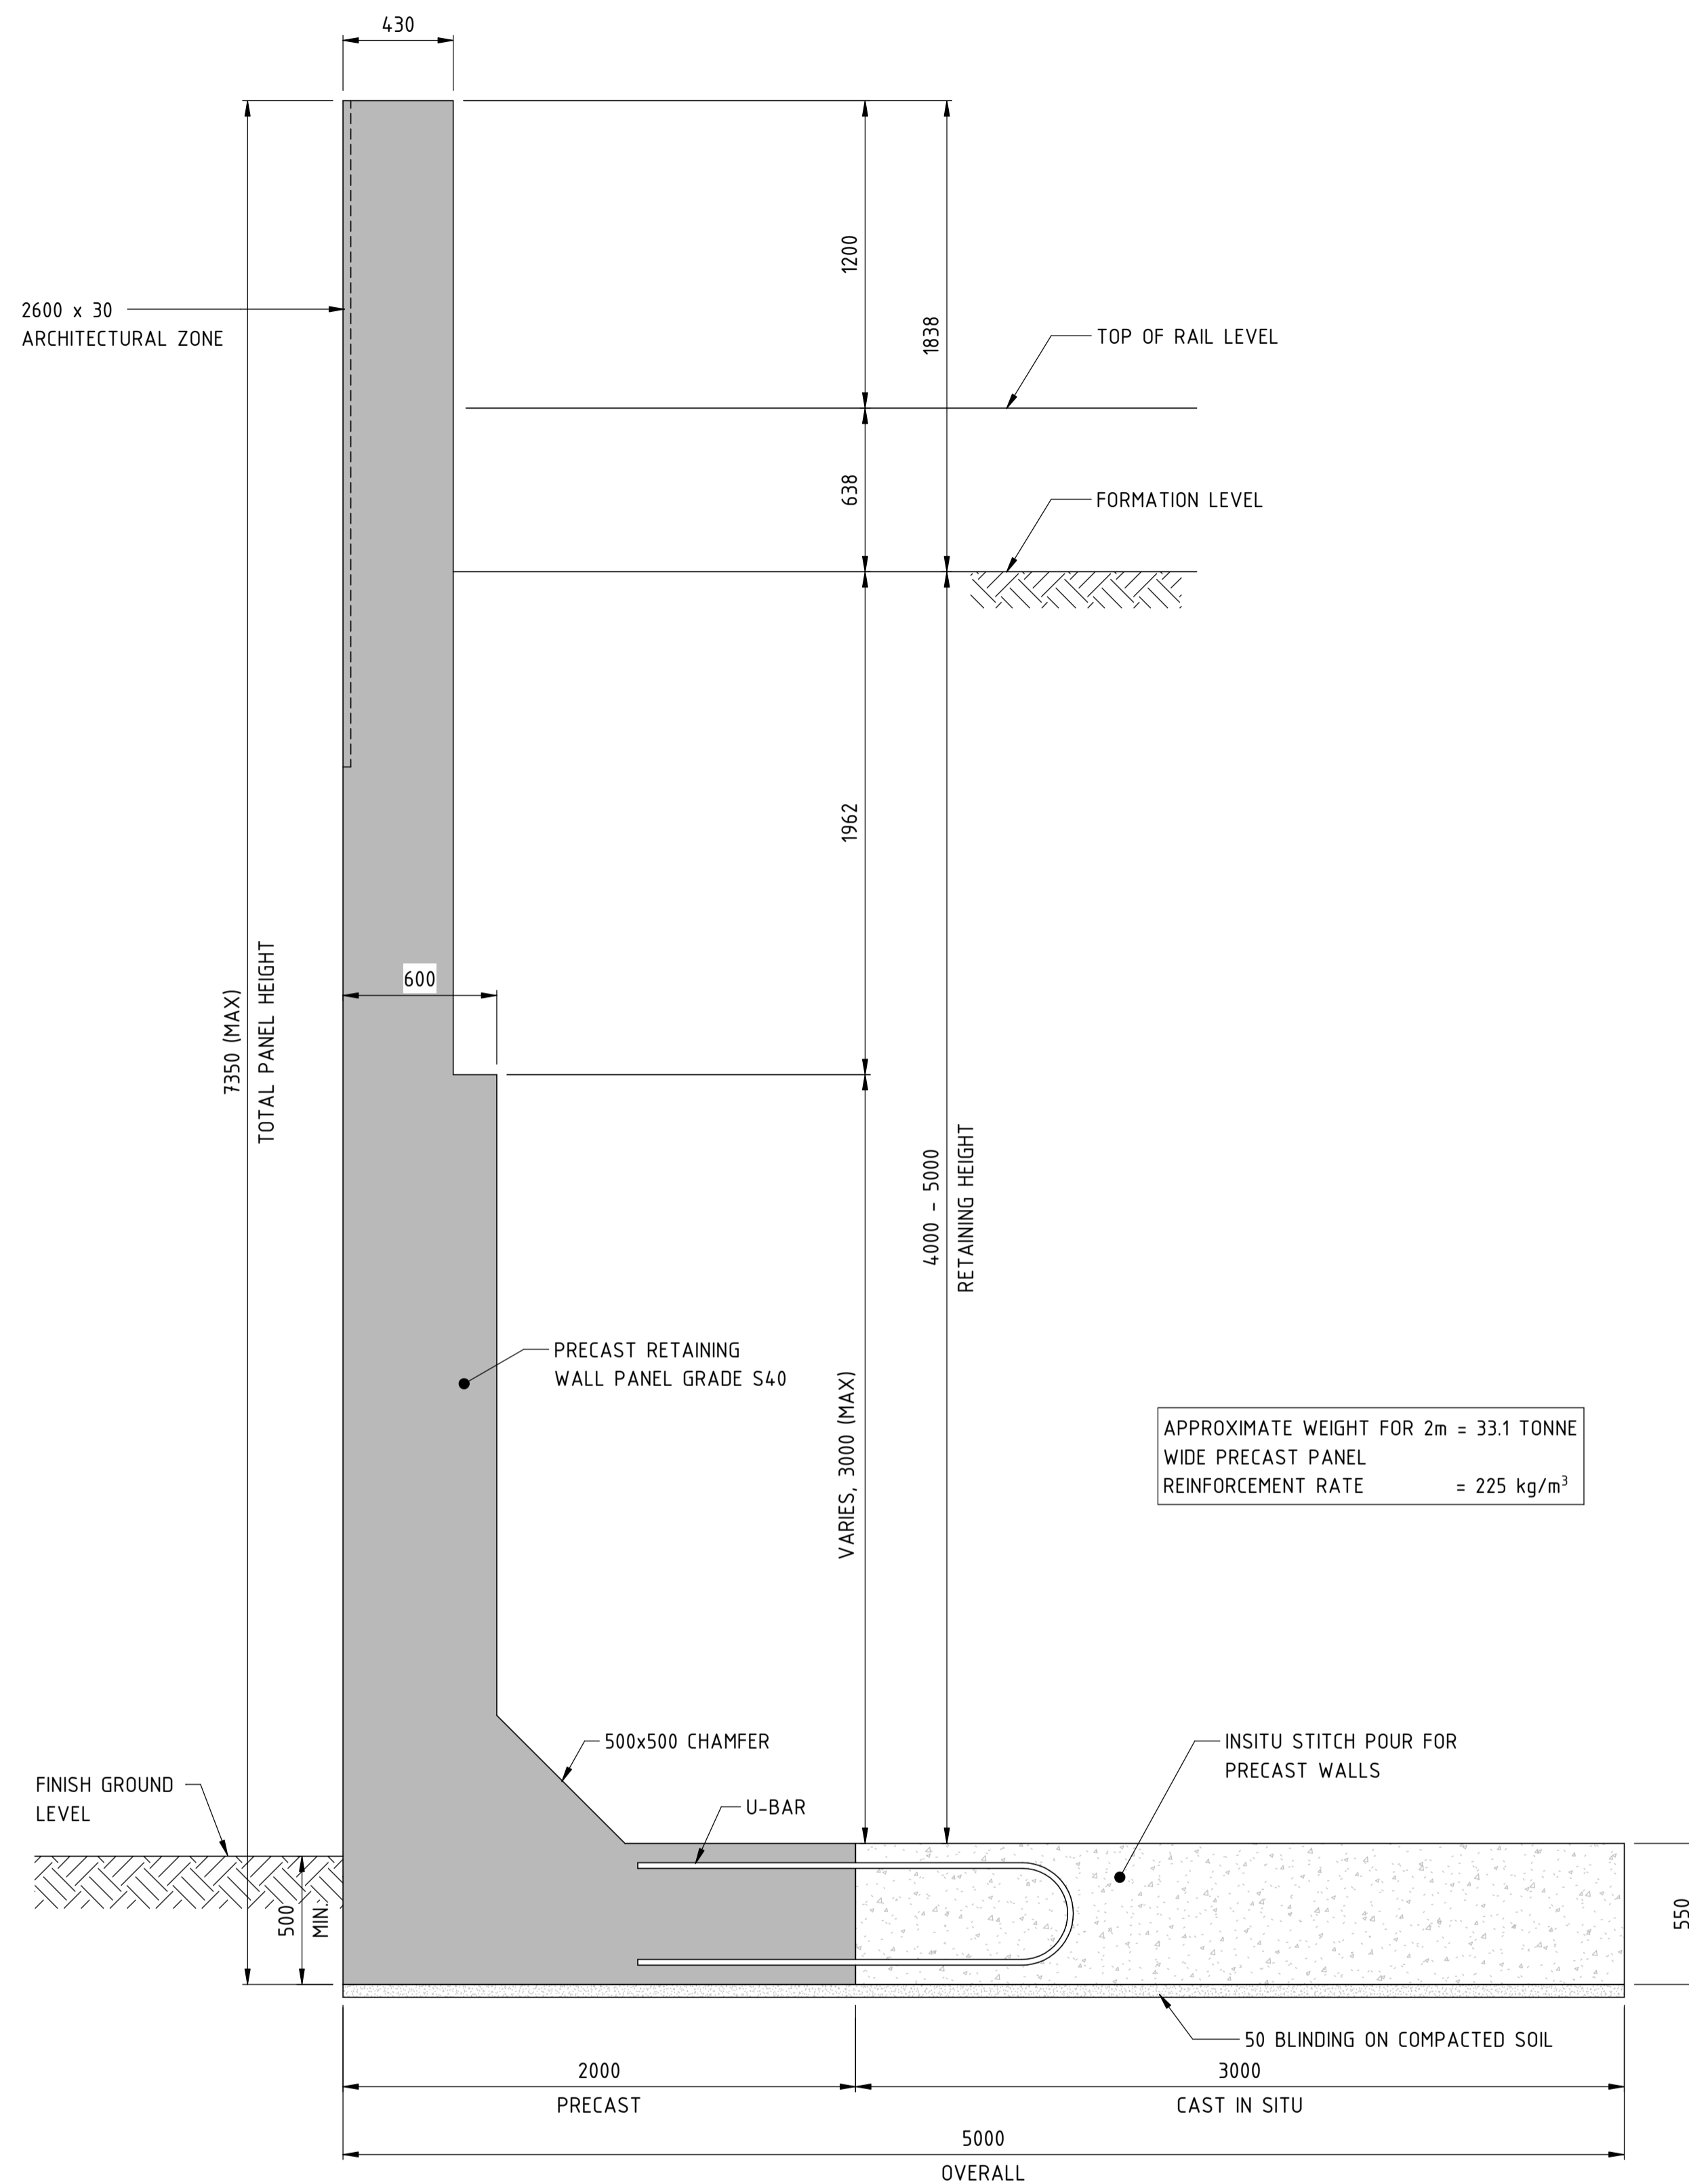 430
1200
1838
2600 x 30
ARCHITECTURAL ZONE
TOP OF RAIL LEVEL
638
FORMATION LEVEL
1962
600
7350 (MAX)
TOTAL PANEL HEIGHT
4000 - 5000
RETAINING HEIGHT
PRECAST RETAINING
WALL PANEL GRADE S40
VARIES, 3000 (MAX)
APPROXIMATE WEIGHT FOR 2m = 33.1 TONNE
WIDE PRECAST PANEL
REINFORCEMENT RATE = 225 kg/m³
500x500 CHAMFER
INSITU STITCH POUR FOR
PRECAST WALLS
FINISH GROUND
LEVEL
U-BAR
500
MIN.
550
50 BLINDING ON COMPACTED SOIL
2000
PRECAST
3000
CAST IN SITU
5000
OVERALL